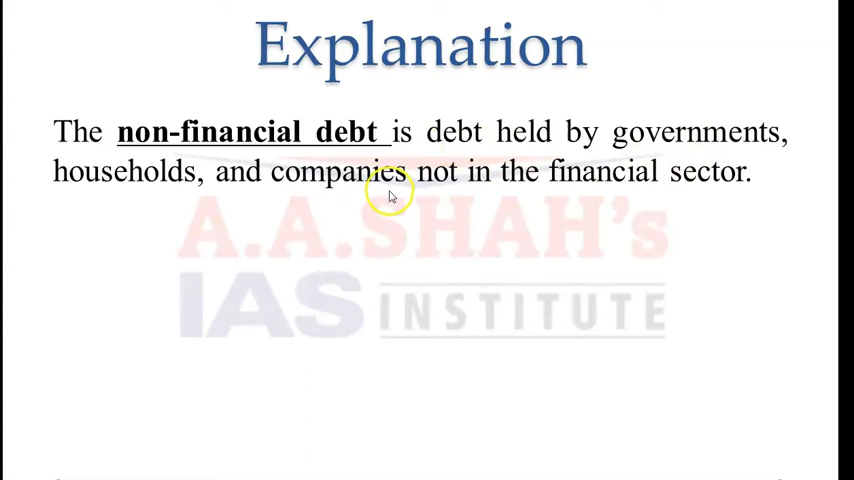 Explanation
The non-financial debt is debt held by governments,
households, and companies not in the financial sector.
A.A.SHAH's
IAS INSTITUTE